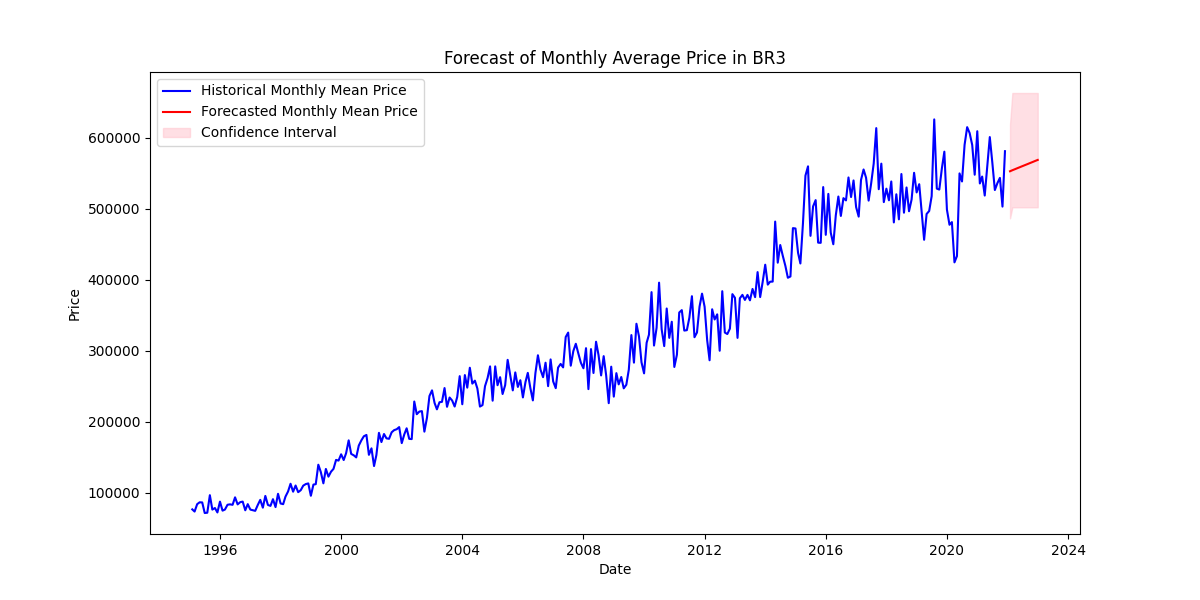 Forecast of Monthly Average Price in BR3
Historical Monthly Mean Price
Forecasted Monthly Mean Price
Confidence Interval
Price
600000
500000
400000
300000
200000
100000
1996 2000 2004 2008 2012 2016 2020 2024
Date